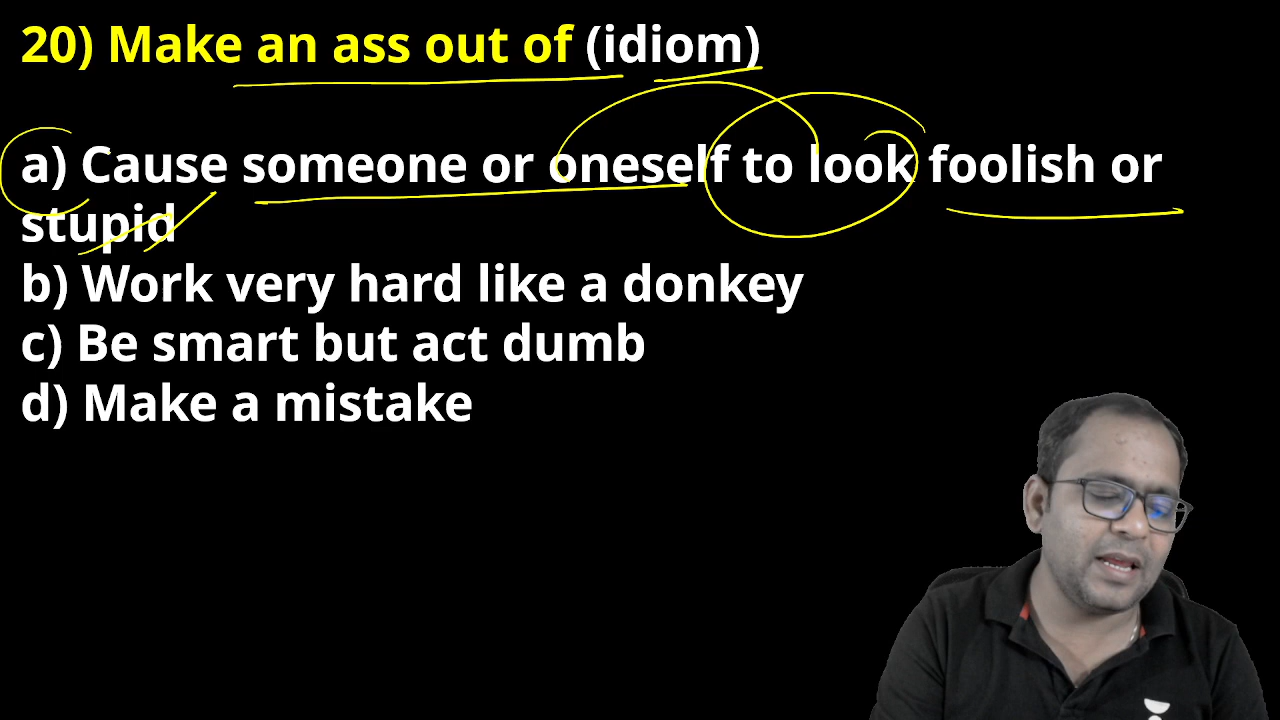 20) Make an ass out of (idiom)
a) Cause someone or oneself to look foolish or
stupid
b) Work very hard like a donkey
c) Be smart but act dumb
d) Make a mistake